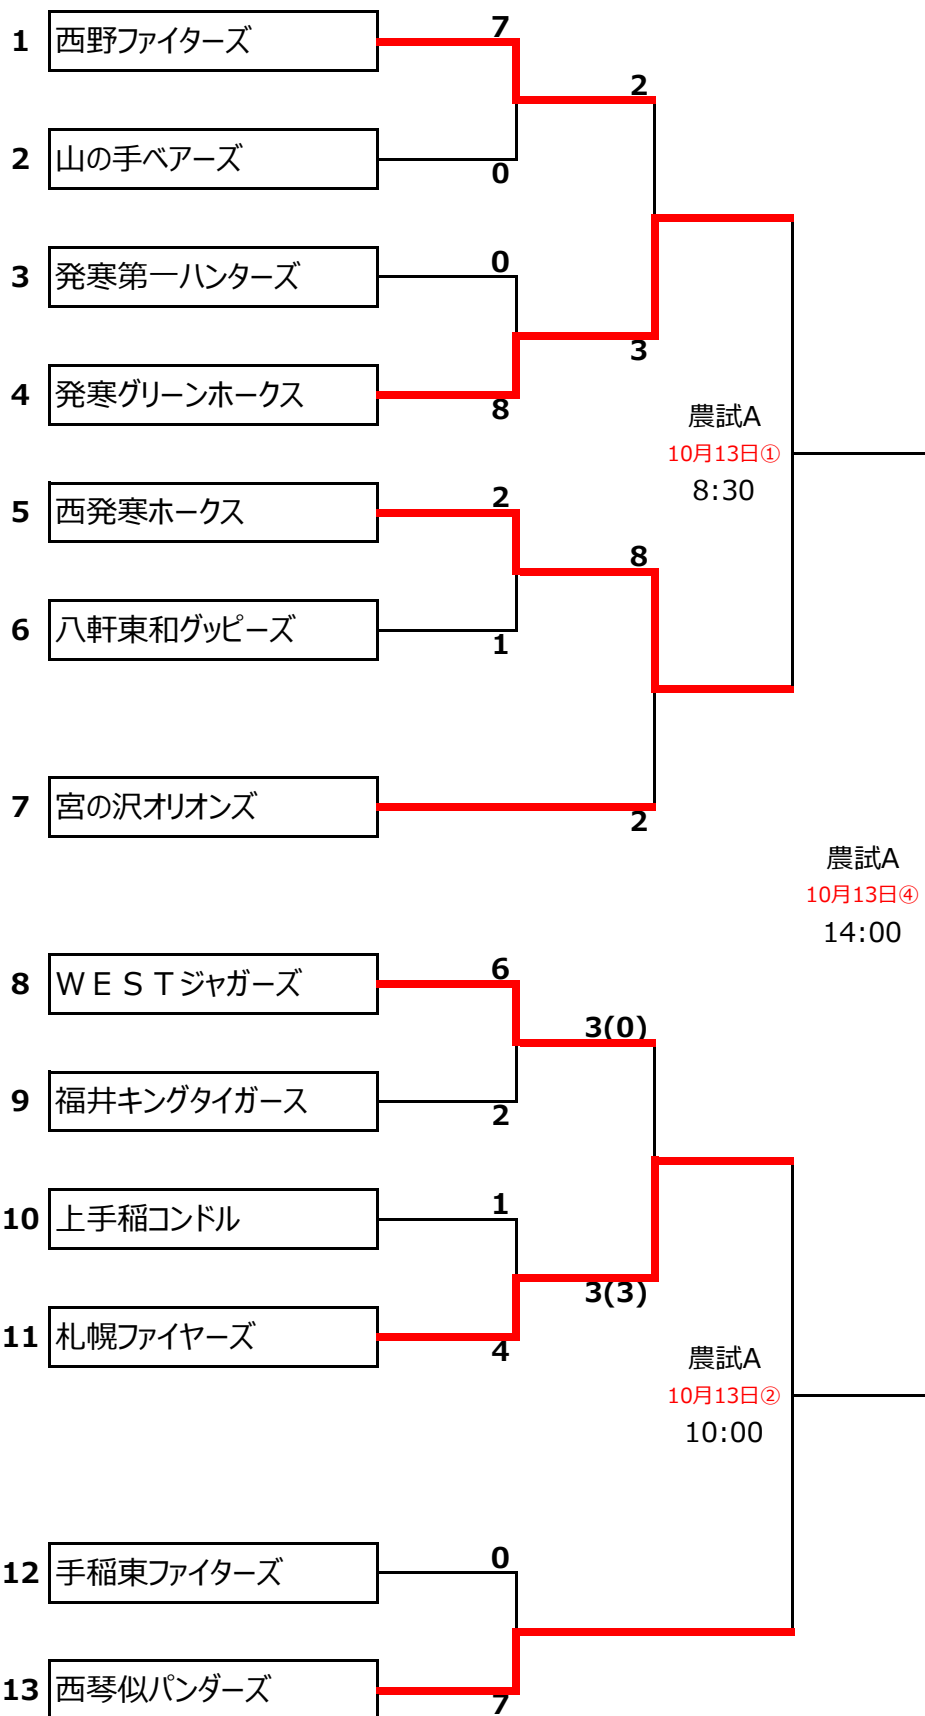 7
1 西野ファイターズ
2
2 山の手ベアーズ
0
0
3 発寒第一ハンターズ
3
4 発寒グリーンホークス
8
農試A
10月13日①
8:30
2
5 西発寒ホークス
8
6 八軒東和グッピーズ
1
7 宮の沢オリオンズ
2
農試A
10月13日④
14:00
6
8 ＷＥＳＴジャガーズ
3(0)
9 福井キングタイガース
2
1
10 上手稲コンドル
3(3)
11 札幌ファイヤーズ
4
農試A
10月13日②
10:00
0
12 手稲東ファイターズ
13 西琴似パンダーズ
7